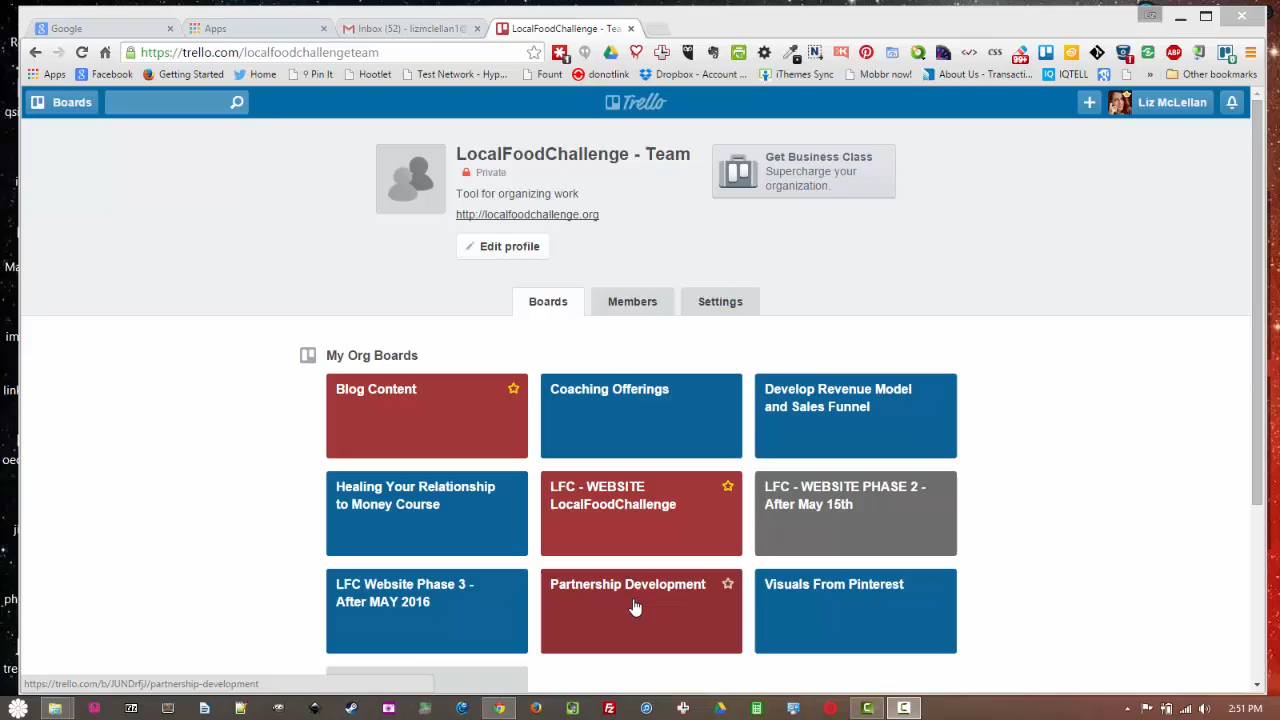 Google
Apps
Inbox (52) - lizmclellan1@
LocalFoodChallenge - Tea
Liz
https://trello.com/localfoodchallengeteam
Apps
Facebook
Getting Started
Home
9 Pin It
Hootlet
Test Network - Hyp...
Fount
donotlink
Dropbox - Account ...
iThemes Sync
Mobbr now!
About Us - Transacti...
IQTELL
»
Other bookmarks
Boards
Trello
Liz McLellan
LocalFoodChallenge - Team
Private
Tool for organizing work
http://localfoodchallenge.org
Edit profile
Get Business Class
Supercharge your
organization.
Boards
Members
Settings
My Org Boards
Blog Content
Coaching Offerings
Develop Revenue Model
and Sales Funnel
Healing Your Relationship
to Money Course
LFC - WEBSITE
LocalFoodChallenge
LFC - WEBSITE PHASE 2 -
After May 15th
LFC Website Phase 3 -
After MAY 2016
Partnership Development
Visuals From Pinterest
https://trello.com/b/JUNDrfjJ/partnership-development
2:51 PM